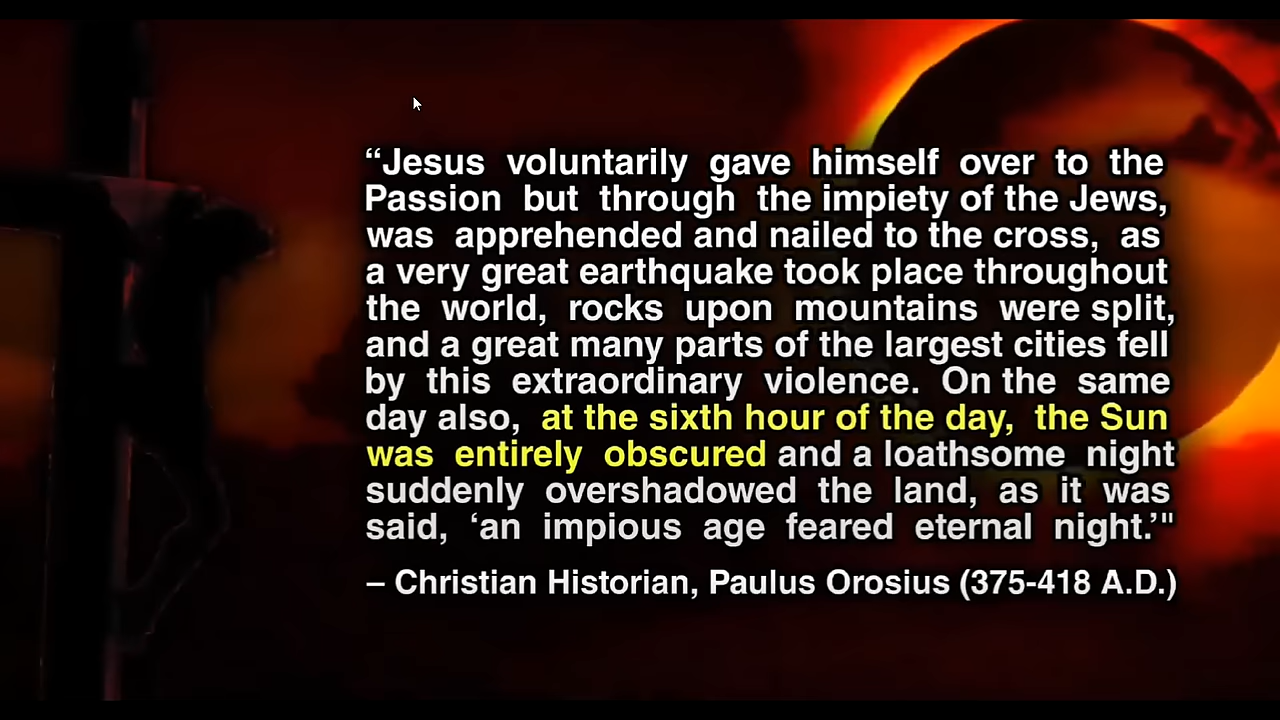 “Jesus voluntarily gave himself over to the
Passion but through the impiety of the Jews,
was apprehended and nailed to the cross, as
a very great earthquake took place throughout
the world, rocks upon mountains were split,
and a great many parts of the largest cities fell
by this extraordinary violence. On the same
day also, at the sixth hour of the day, the Sun
was entirely obscured and a loathsome night
suddenly overshadowed the land, as it was
said, ‘an impious age feared eternal night.’"
– Christian Historian, Paulus Orosius (375-418 A.D.)